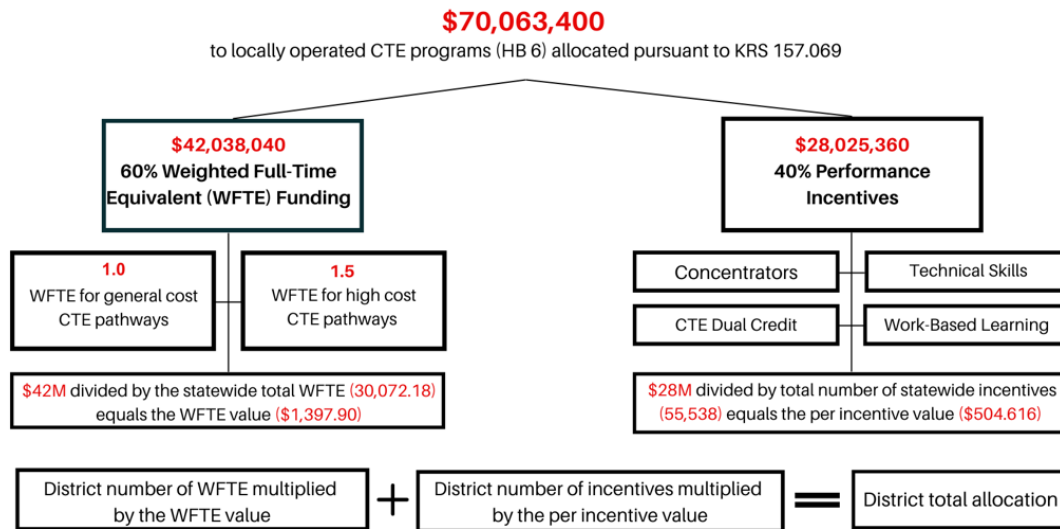 $70,063,400
to locally operated CTE programs (HB 6) allocated pursuant to KRS 157.069
$42,038,040
60% Weighted Full-Time
Equivalent (WFTE) Funding
$28,025,360
40% Performance
Incentives
1.0
WFTE for general cost
CTE pathways
1.5
WFTE for high cost
CTE pathways
Concentrators
Technical Skills
CTE Dual Credit
Work-Based Learning
$42M divided by the statewide total WFTE (30,072.18)
equals the WFTE value ($1,397.90)
$28M divided by total number of statewide incentives
(55,538) equals the per incentive value ($504.616)
District number of WFTE multiplied
by the WFTE value
+
District number of incentives multiplied
by the per incentive value
=
District total allocation